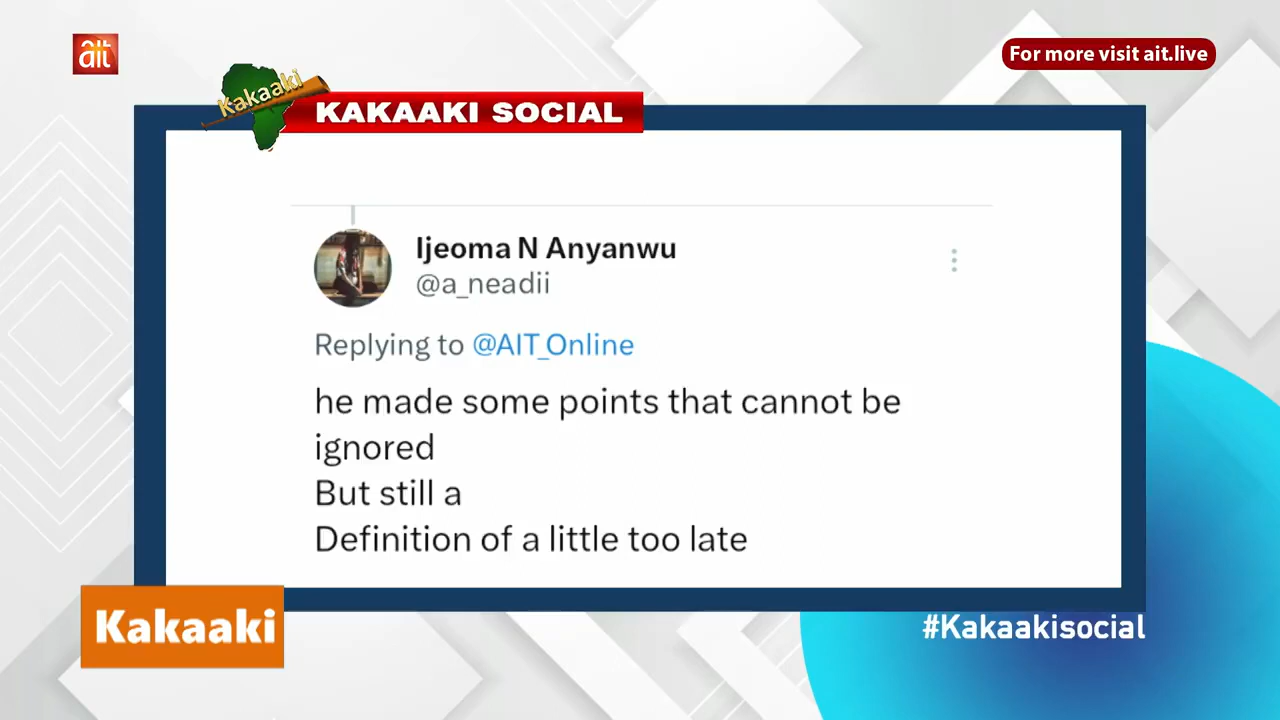 ait
For more visit ait.live
Kakaaki
KAKAAKI SOCIAL
Ijeoma N Anyanwu
@a_neadii
Replying to @AIT_Online
he made some points that cannot be
ignored
But still a
Definition of a little too late
Kakaaki
#Kakaakisocial